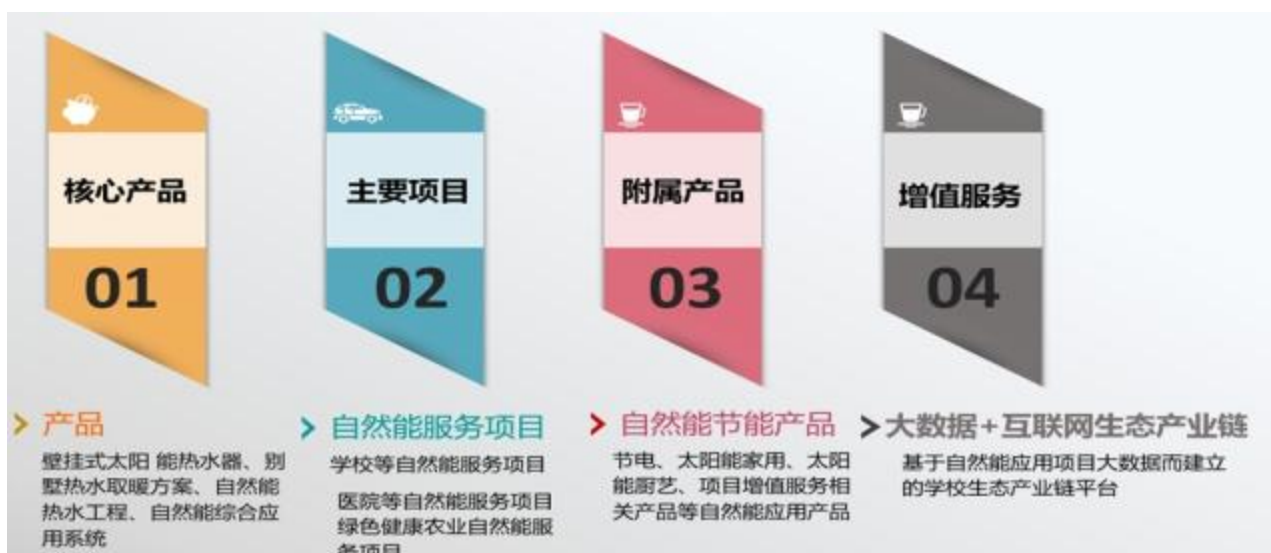 核心产品
01
主要项目
02
附属产品
03
增值服务
04
产品
壁挂式太阳 能热水器、别
墅热水取暖方案、自然能
热水工程、自然能综合应
用系统
自然能服务项目
学校等自然能服务项目
医院等自然能服务项目
绿色健康农业自然能服
务项目
自然能节能产品
节电、太阳能家用、太阳
能厨艺、项目增值服务相
关产品等自然能应用产品
大数据+互联网生态产业链
基于自然能应用项目大数据而建立
的学校生态产业链平台